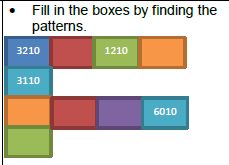 • Fill in the boxes by finding the
patterns.
3210 1210
3110
6010